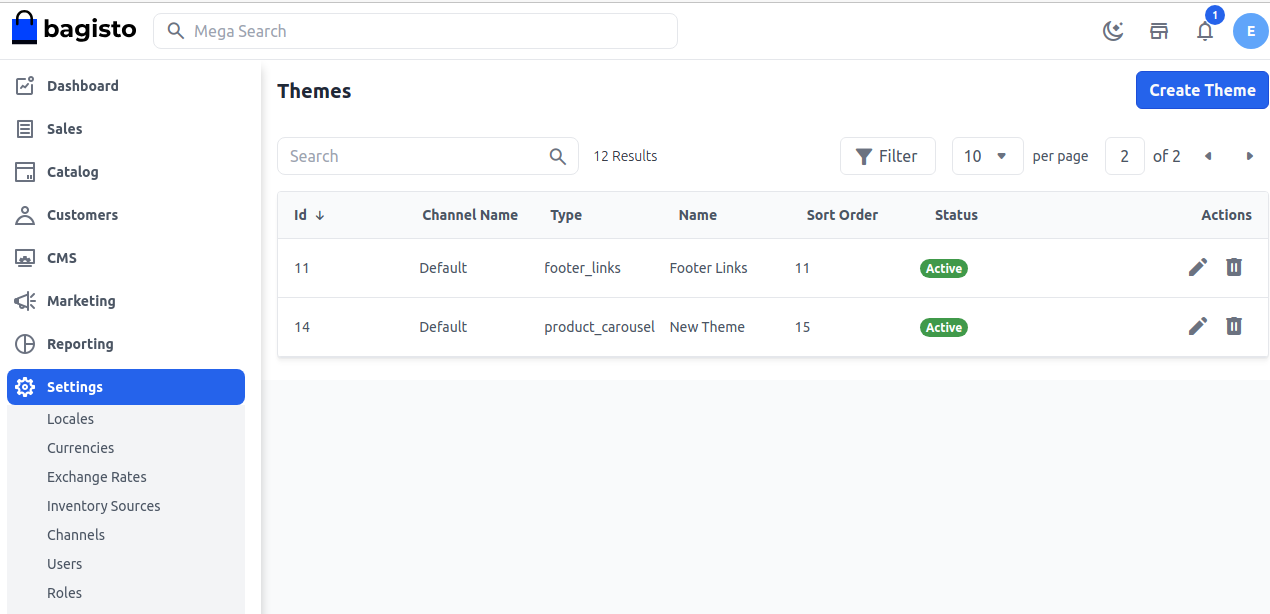 bagisto
Mega Search
1
E
Dashboard
Sales
Catalog
Customers
CMS
Marketing
Reporting
Settings
Locales
Currencies
Exchange Rates
Inventory Sources
Channels
Users
Roles
Themes
Create Theme
Search
12 Results
Filter
10
per page
2
of 2
Id Channel Name Type Name Sort Order Status Actions
11 Default footer_links Footer Links 11 Active
14 Default product_carousel New Theme 15 Active